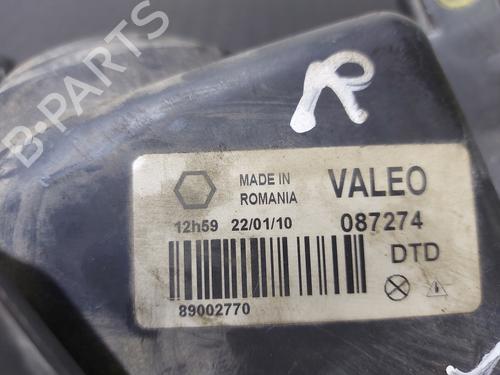 B-PARTS
R
MADE IN VALEO
ROMANIA
12h59 22/01/10 087274
DTD
89002770